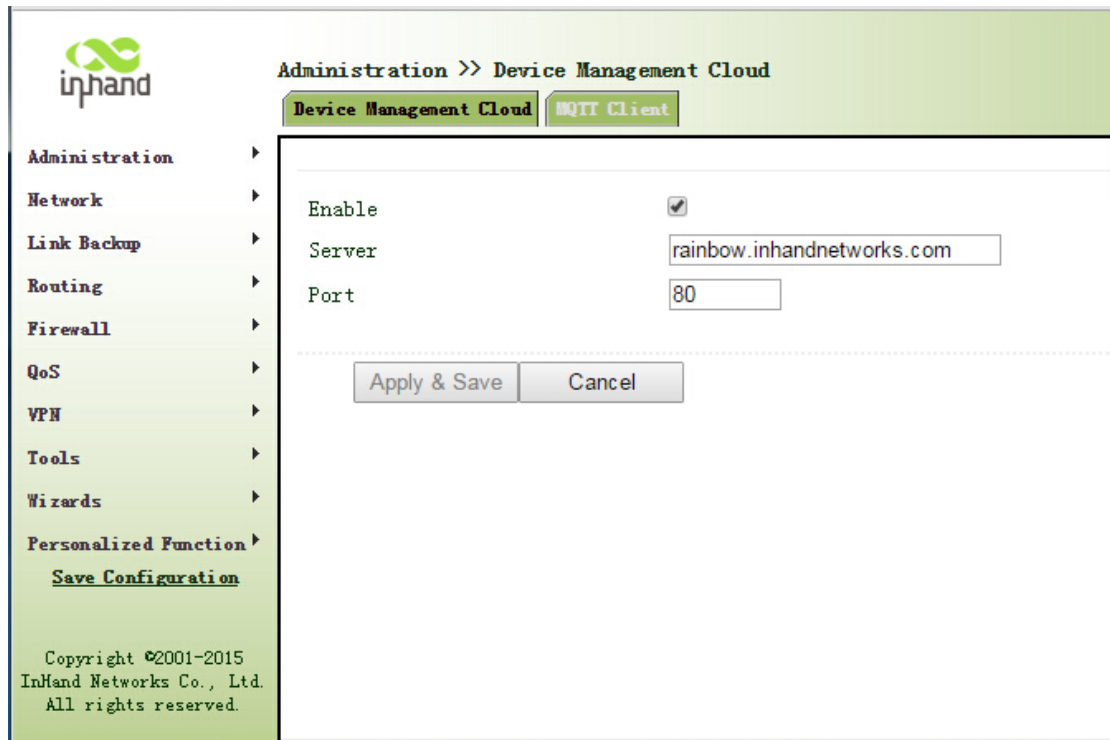 inhand
Administration >> Device Management Cloud
Device Management Cloud MQTT Client
Administration
Network
Link Backup
Routing
Firewall
QoS
VPN
Tools
Wizards
Personalized Function
Save Configuration
Copyright ©2001-2015
InHand Networks Co., Ltd.
All rights reserved.
Enable
Server rainbow.inhandnetworks.com
Port 80
Apply & Save Cancel